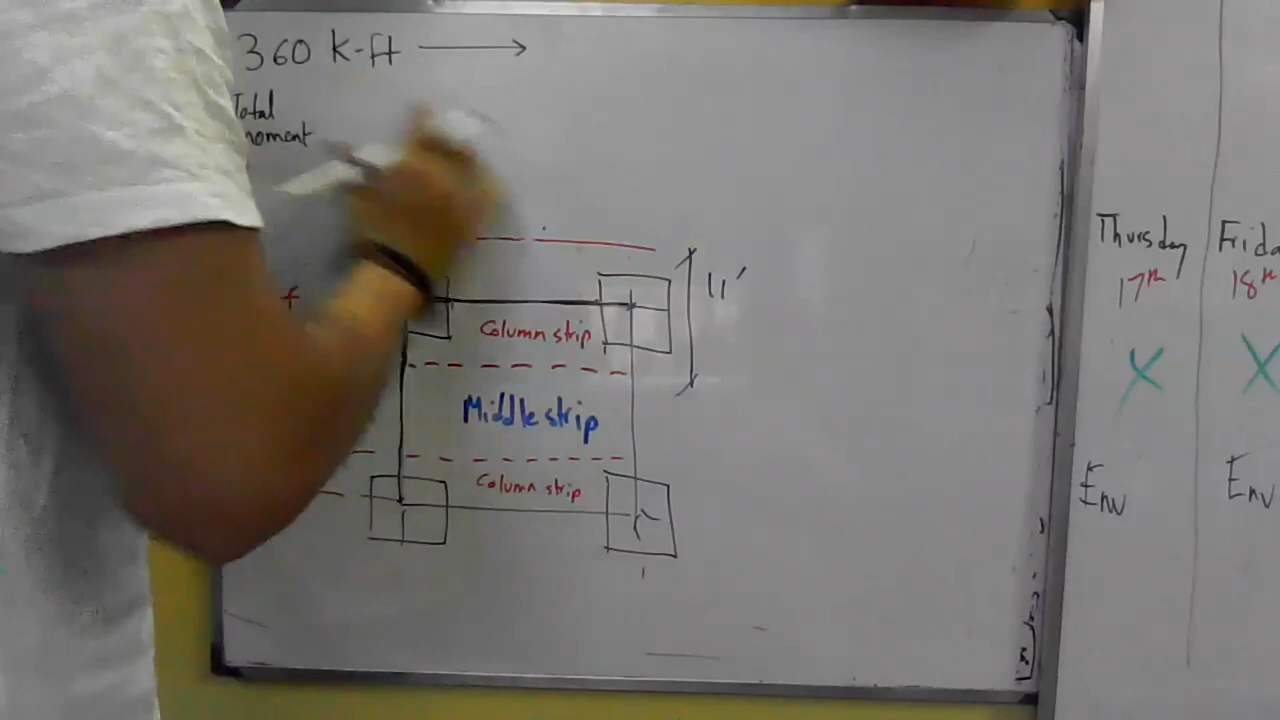 360 k-ft
Total
moment
f
11'
Column strip
Middle strip
Column strip
Thursday
17th
X
Env
Frida
18th
X
Env